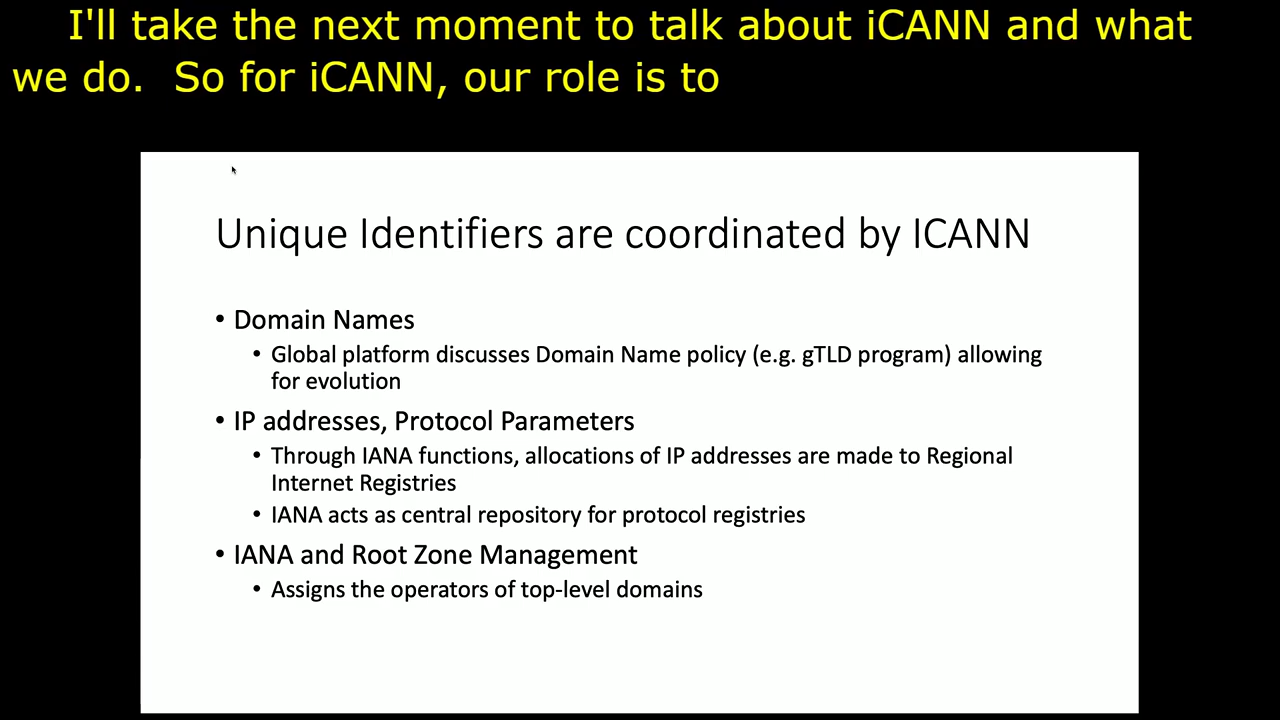 I'll take the next moment to talk about iCANN and what
we do.  So for iCANN, our role is to
Unique Identifiers are coordinated by ICANN
• Domain Names
• Global platform discusses Domain Name policy (e.g. gTLD program) allowing
for evolution
• IP addresses, Protocol Parameters
• Through IANA functions, allocations of IP addresses are made to Regional
Internet Registries
• IANA acts as central repository for protocol registries
• IANA and Root Zone Management
• Assigns the operators of top-level domains